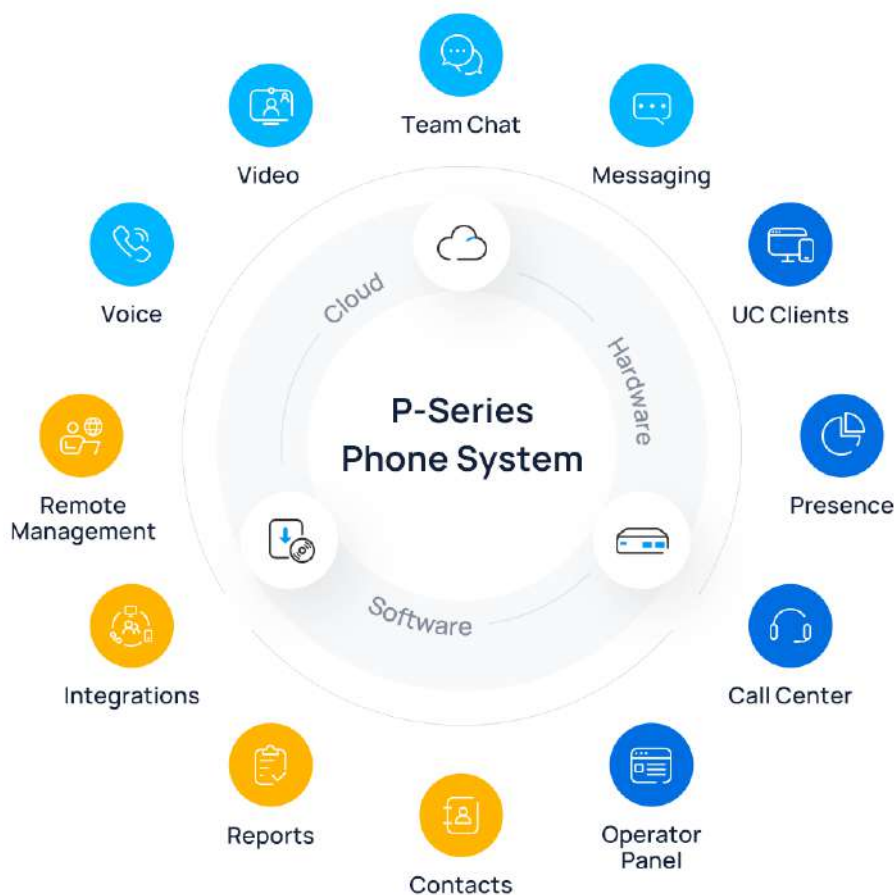 Team Chat
Video
Messaging
Voice
UC Clients
Cloud
Hardware
P-Series
Phone System
Remote
Management
Presence
Software
Integrations
Call Center
Reports
Operator
Panel
Contacts